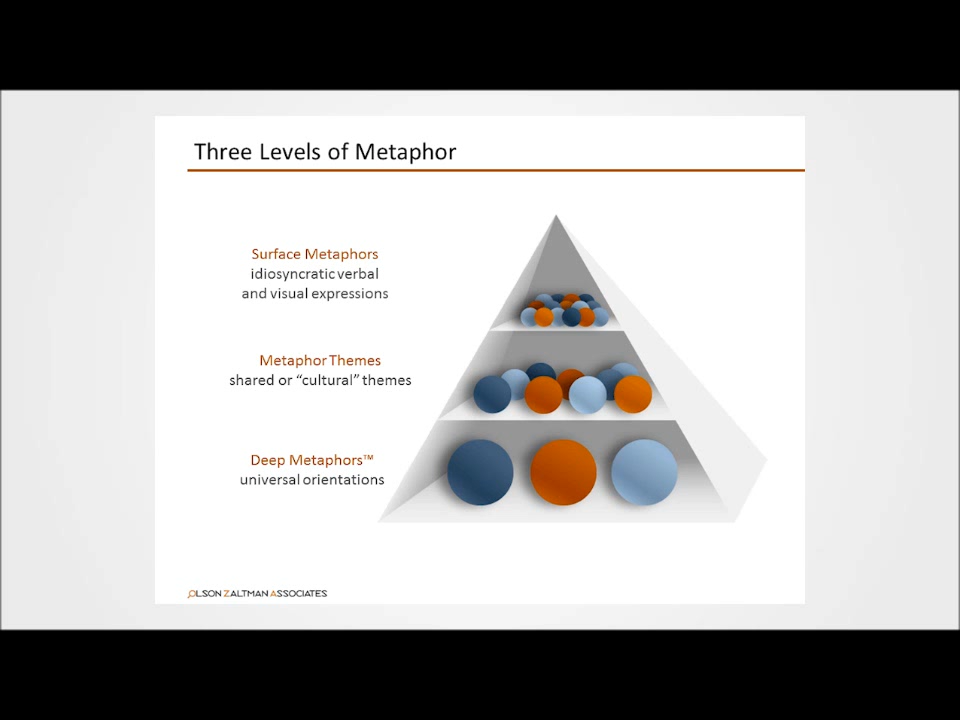 Three Levels of Metaphor
Surface Metaphors
idiosyncratic verbal
and visual expressions
Metaphor Themes
shared or “cultural” themes
Deep Metaphors™
universal orientations
OLSON ZALTMAN ASSOCIATES